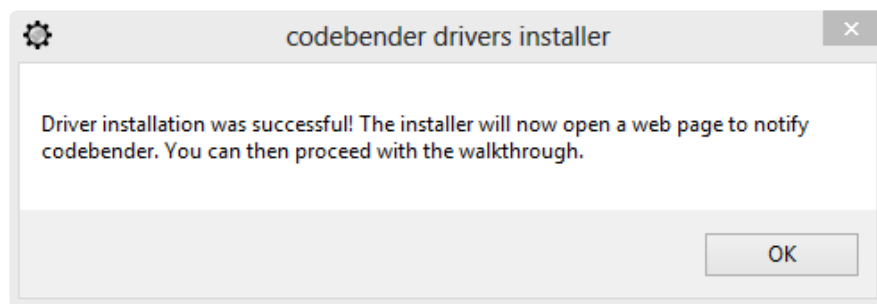 codebender drivers installer
Driver installation was successful! The installer will now open a web page to notify
codebender. You can then proceed with the walkthrough.
OK